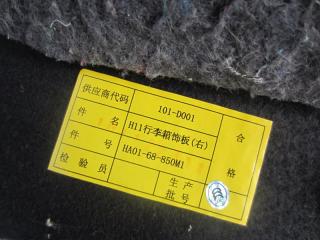 供应商代码 101-D001
件名 H11行李箱饰板(右)
件号 HA01-68-850M1
检验员 生产批号
合格